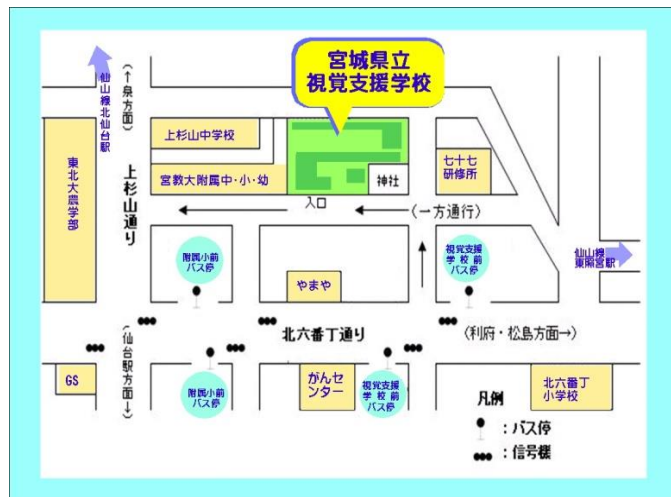 宮城県立
視覚支援学校
仙山線北仙台駅
(↑泉方面)
上杉山中学校
東北大農学部
上杉山通り
宮教大附属中・小・幼
神社
七十七
研修所
入口
(一方通行)
附属小前
バス停
視覚支援
学校前
バス停
仙山線
東照宮駅
やまや
北六番丁通り
(利府・松島方面→)
(仙台駅方面↓)
GS
附属小前
バス停
がんセ
ンター
視覚支援
学校前
バス停
凡例
:バス停
:信号機
北六番丁
小学校